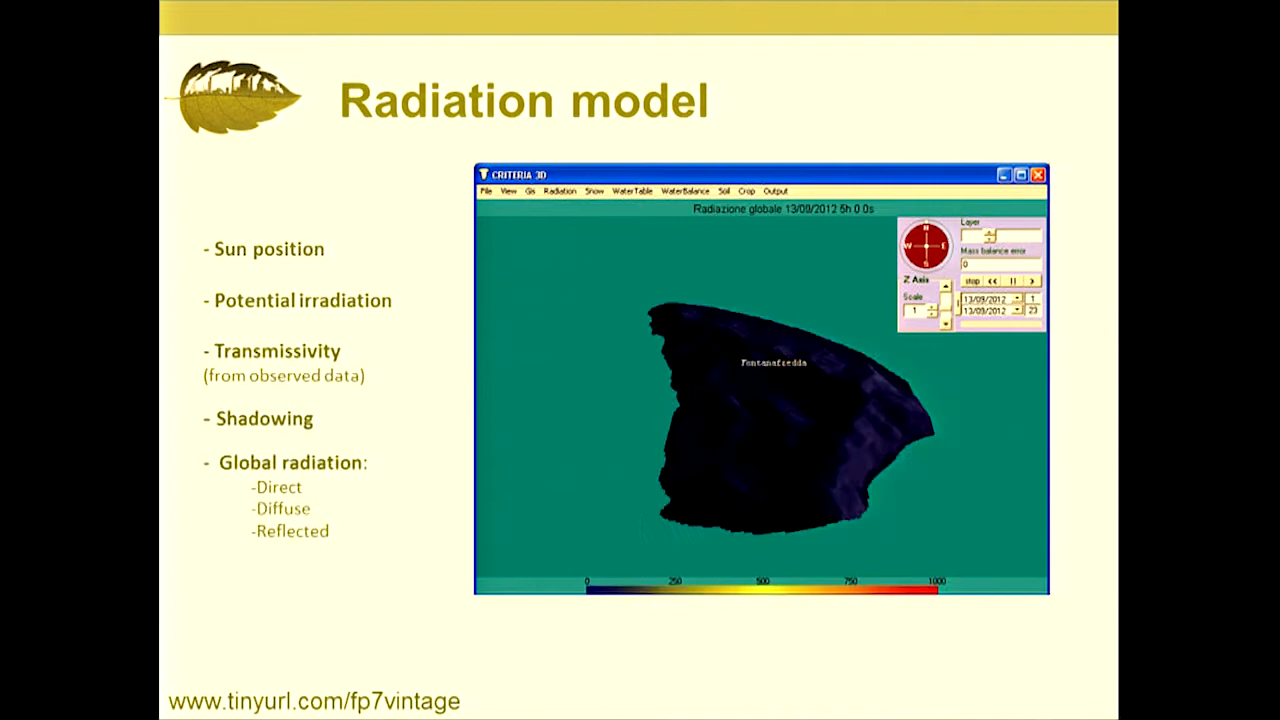 Radiation model
- Sun position
- Potential irradiation
- Transmissivity
(from observed data)
- Shadowing
- Global radiation:
-Direct
-Diffuse
-Reflected
CRITERIA 3D
File View Gis Radiation Snow WaterTable WaterBalance Soil Crop Output
Radiazione globale 13/09/2012 5h 0 0s
N
W E
S
Layer
Mass balance error
0
Z Axis
stop << II >
Scale
1
13/09/2012 1
13/09/2012 23
Fontanafredda
0 250 500 750 1000
www.tinyurl.com/fp7vintage